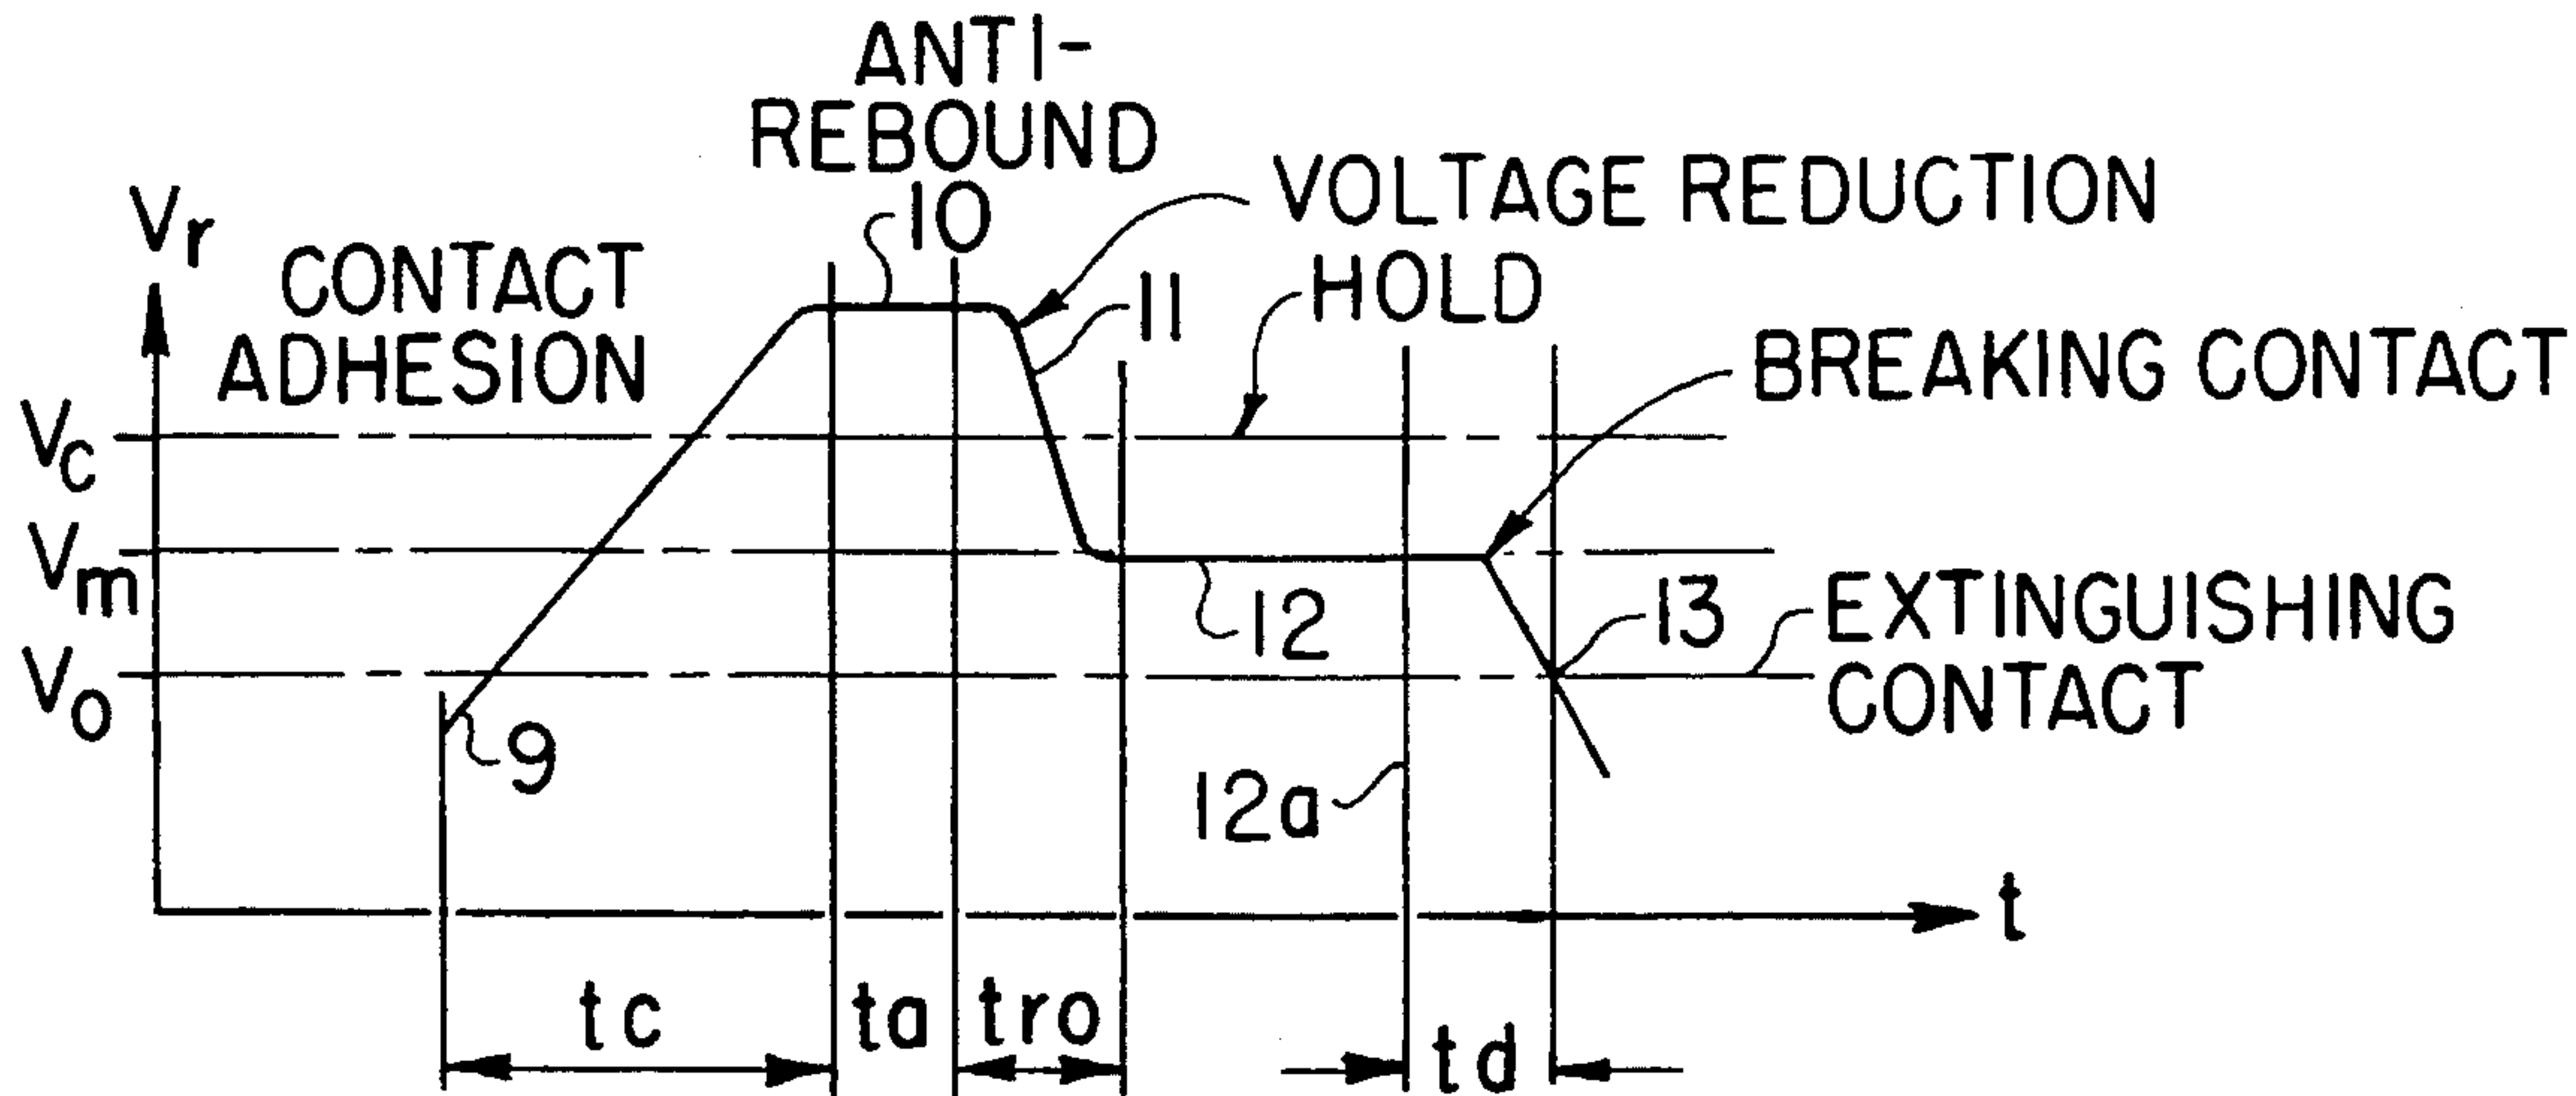 ANTI-
REBOUND
10
VOLTAGE REDUCTION
Vr
CONTACT
ADHESION
HOLD
11
BREAKING CONTACT
Vc
Vm
12
13
EXTINGUISHING
CONTACT
Vo
9
12a
t
tc
ta
tro
td